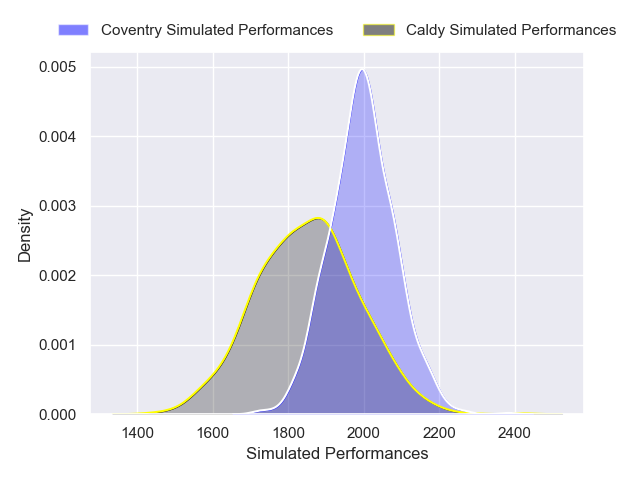 Coventry Simulated Performances
Caldy Simulated Performances
0.005
0.004
0.003
0.002
0.001
0.000
Density
1400 1600 1800 2000 2200 2400
Simulated Performances